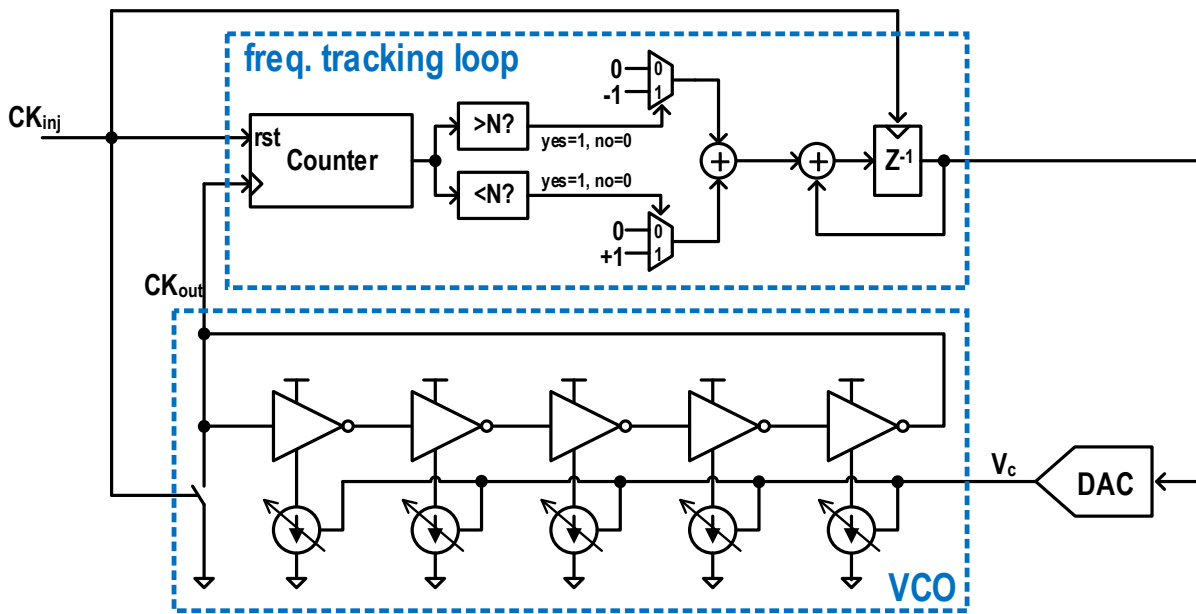 freq. tracking loop
CKinj
rst
Counter
>N?
yes=1, no=0
<N?
yes=1, no=0
0
-1
0
1
0
+1
0
1
+
+
Z-1
CKout
Vc
DAC
VCO